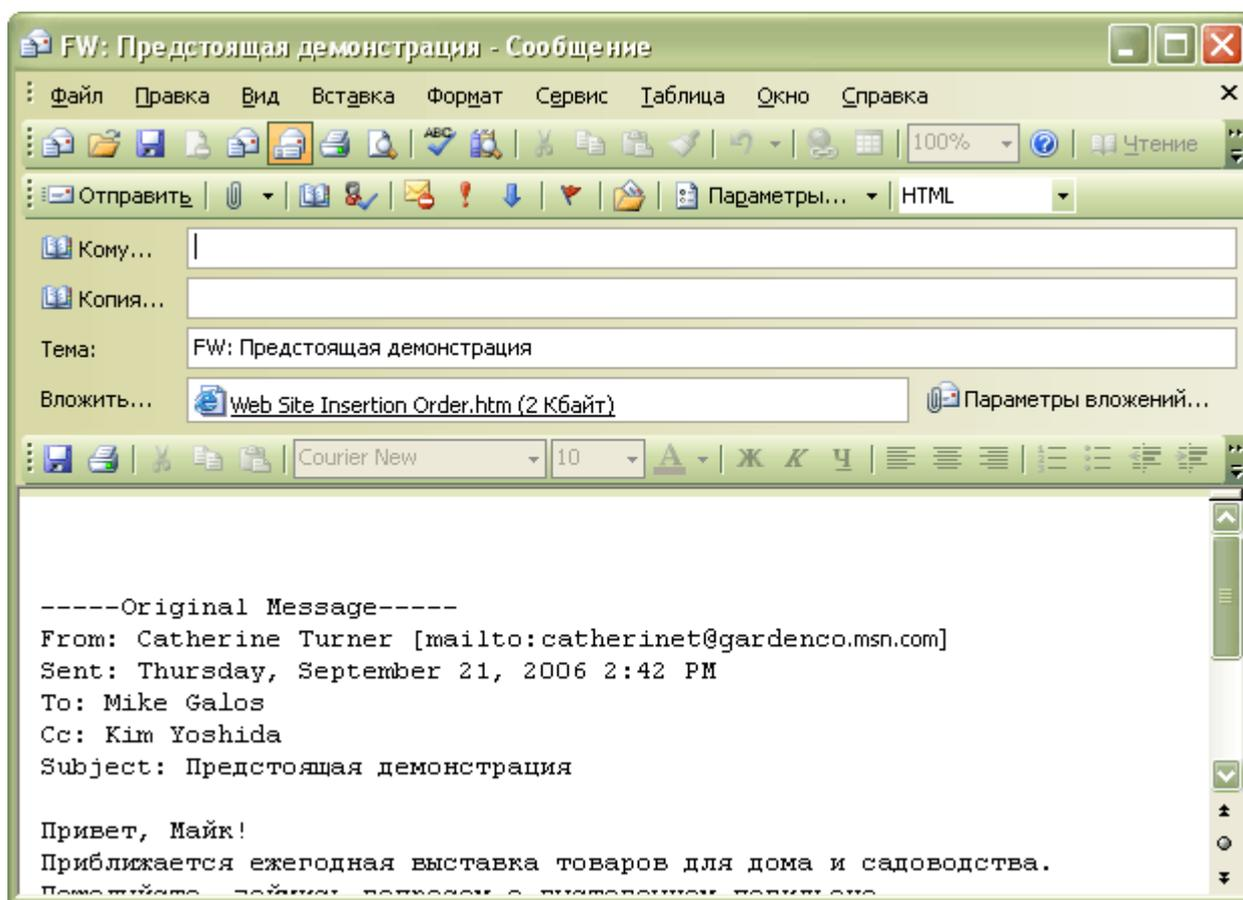 FW: Предстоящая демонстрация - Сообщение
Файл Правка Вид Вставка Формат Сервис Таблица Окно Справка
ABC 100% Чтение
Отправить Параметры... HTML
Кому...
Копия...
Тема: FW: Предстоящая демонстрация
Вложить... Web Site Insertion Order.htm (2 Кбайт) Параметры вложений...
Courier New 10 A Ж К Ч
-----Original Message-----
From: Catherine Turner [mailto:catherinet@gardenco.msn.com]
Sent: Thursday, September 21, 2006 2:42 PM
To: Mike Galos
Cc: Kim Yoshida
Subject: Предстоящая демонстрация
Привет, Майк!
Приближается ежегодная выставка товаров для дома и садоводства.